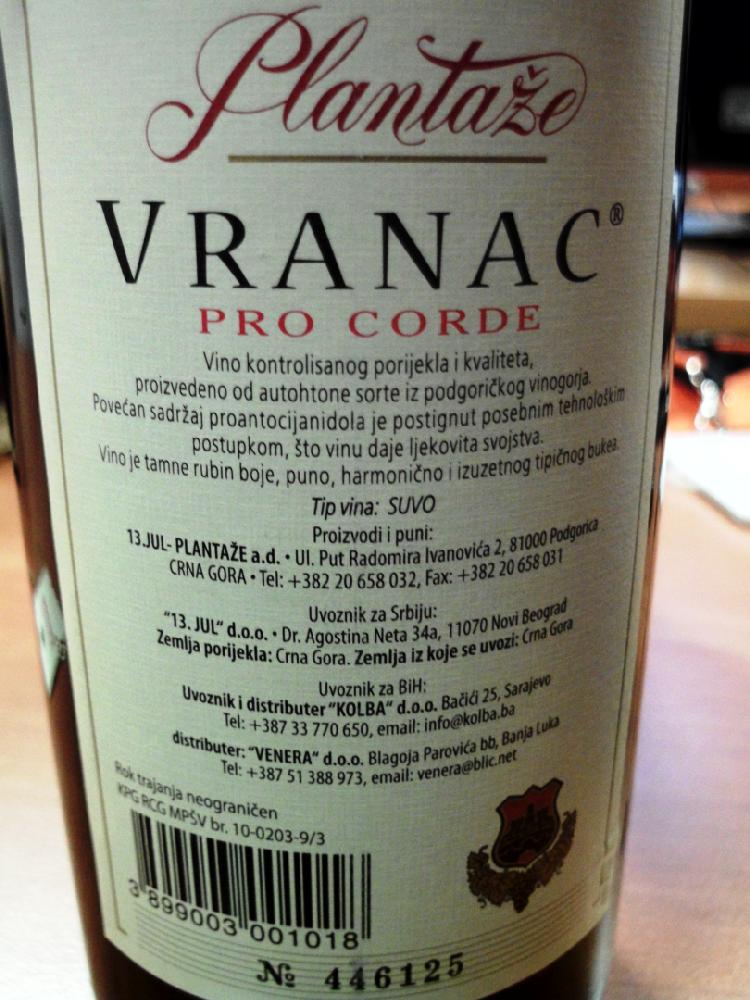 Plantaže
VRANAC®
PRO CORDE
Vino kontrolisanog porijekla i kvaliteta,
proizvedeno od autohtone sorte iz podgoričkog vinogorja.
Povećan sadržaj proantocijanidola je postignut posebnim tehnološkim
postupkom, što vinu daje ljekovita svojstva.
Vino je tamne rubin boje, puno, harmonično i izuzetnog tipičnog bukea.
Tip vina: SUVO
Proizvodi i puni:
13.JUL- PLANTAŽE a.d. • Ul. Put Radomira Ivanovića 2, 81000 Podgorica
CRNA GORA • Tel: +382 20 658 032, Fax: +382 20 658 031
Uvoznik za Srbiju:
"13. JUL" d.o.o. • Dr. Agostina Neta 34a, 11070 Novi Beograd
Zemlja porijekla: Crna Gora. Zemlja iz koje se uvozi: Crna Gora
Uvoznik za BiH:
Uvoznik i distributer "KOLBA" d.o.o. Bačići 25, Sarajevo
Tel: +387 33 770 650, email: info@kolba.ba
distributer: "VENERA" d.o.o. Blagoja Parovića bb, Banja Luka
Tel: +387 51 388 973, email: venera@blic.net
Rok trajanja neograničen
KPG RCG MPŠV br. 10-0203-9/3
3 899003 001018
№ 446125